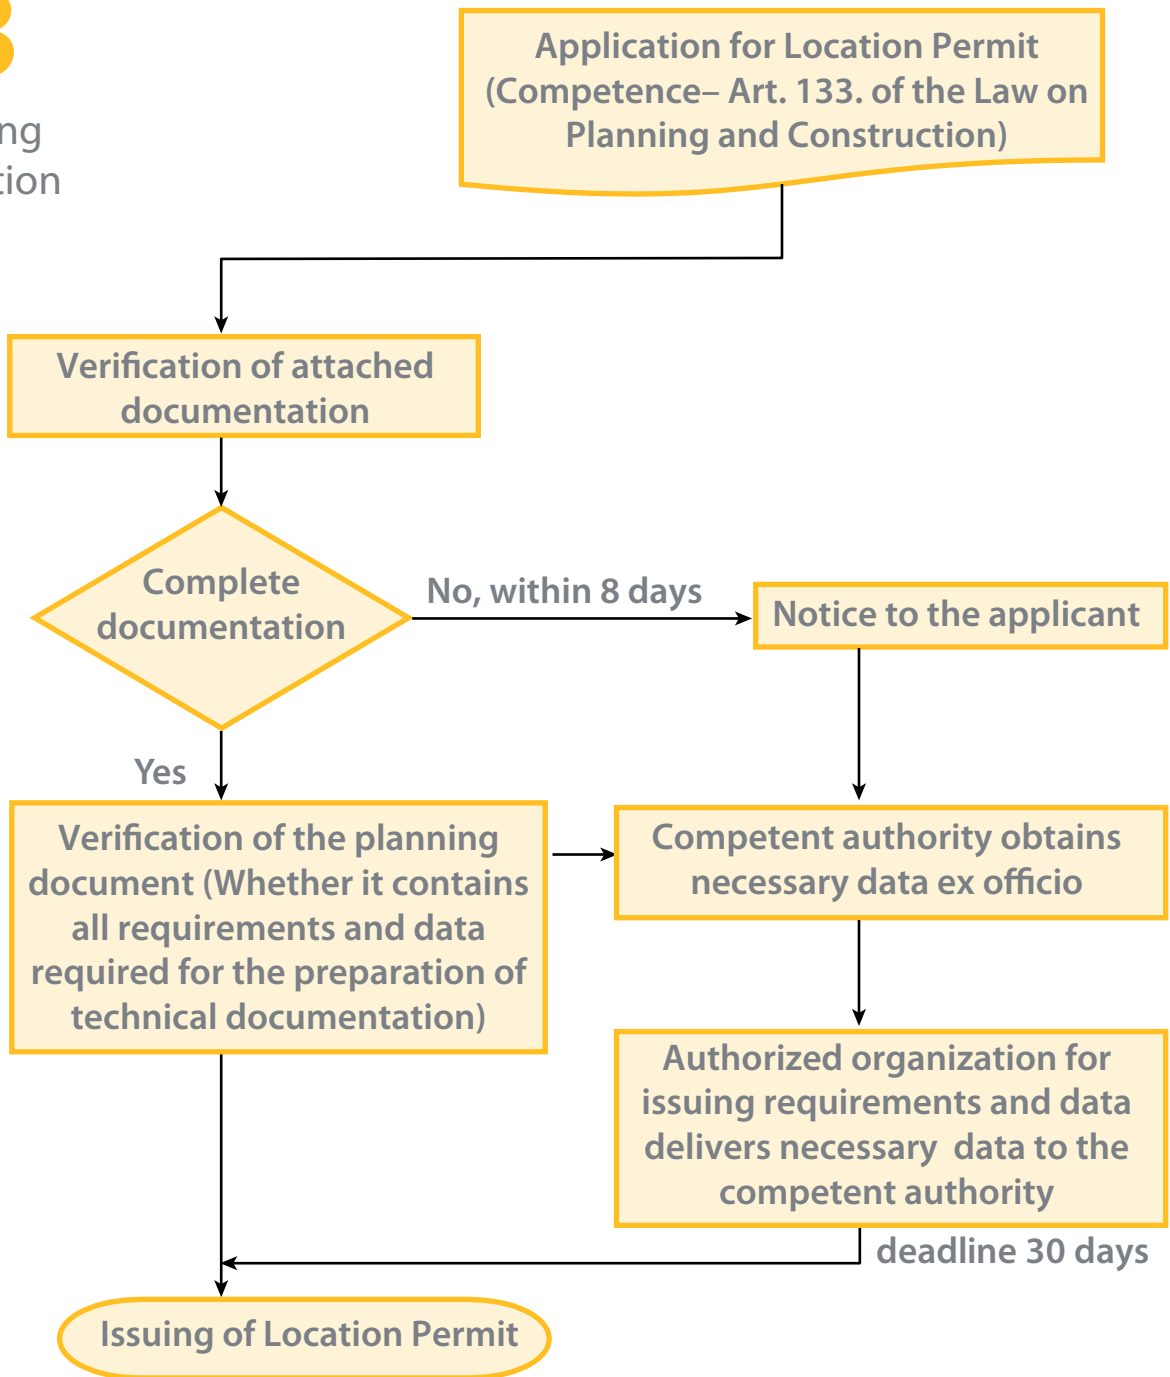 Application for Location Permit
(Competence– Art. 133. of the Law on
Planning and Construction)
Verification of attached
documentation
Complete
documentation
No, within 8 days
Notice to the applicant
Yes
Verification of the planning
document (Whether it contains
all requirements and data
required for the preparation of
technical documentation)
Competent authority obtains
necessary data ex officio
Authorized organization for
issuing requirements and data
delivers necessary  data to the
competent authority
deadline 30 days
Issuing of Location Permit